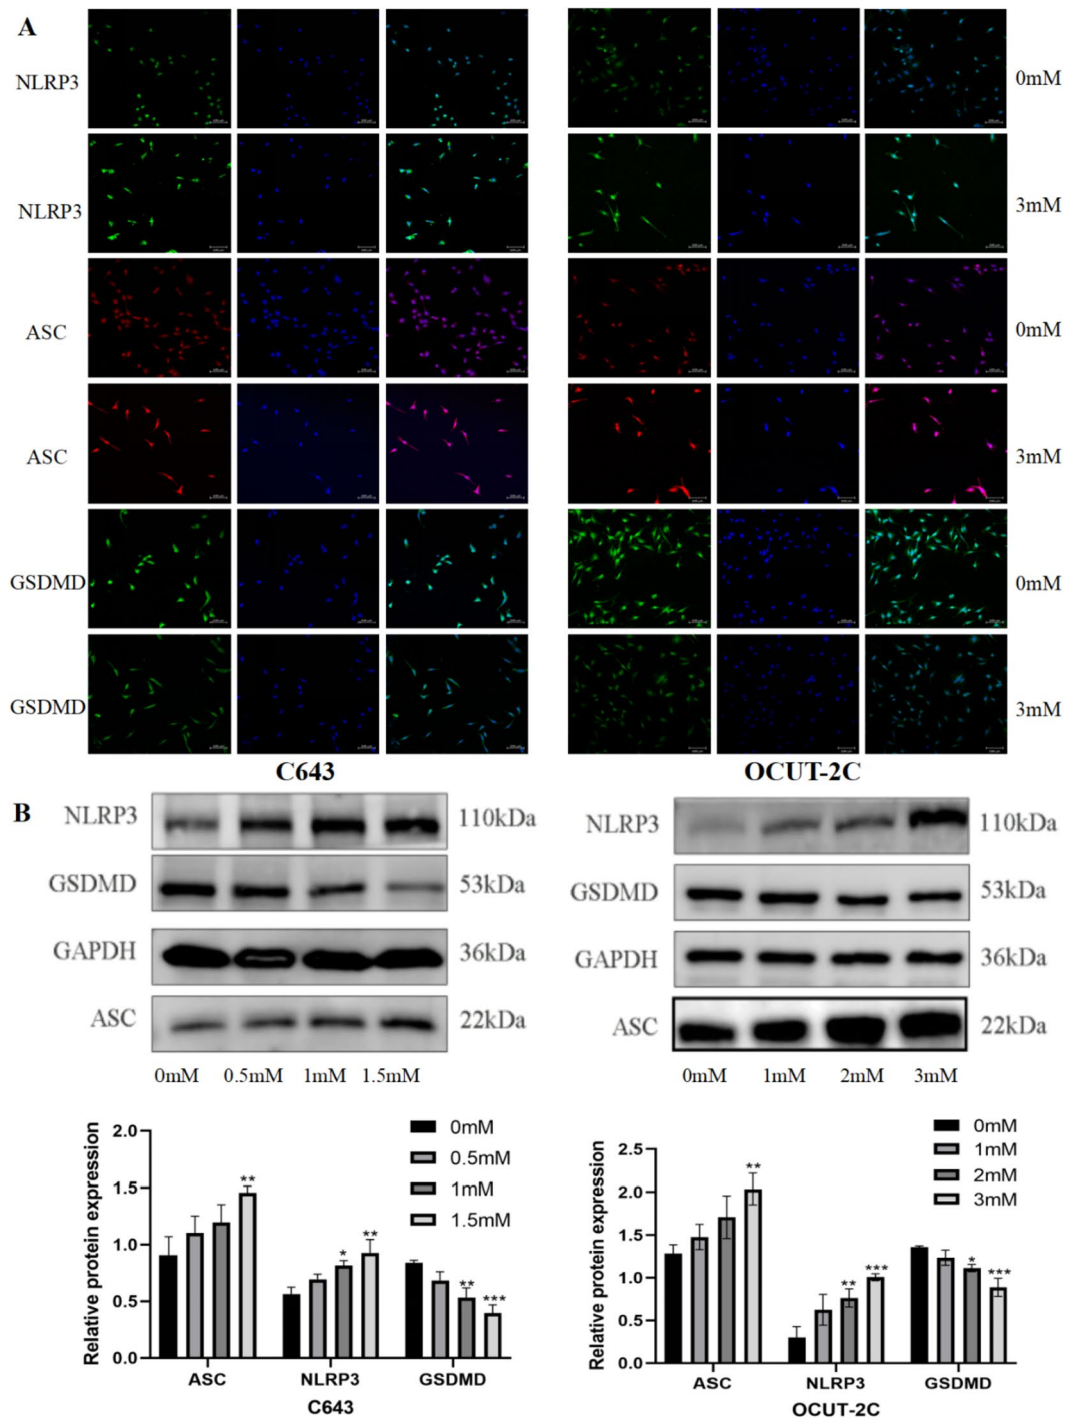 A
NLRP3
0mM
NLRP3
3mM
ASC
0mM
ASC
3mM
GSDMD
0mM
GSDMD
3mM
C643
OCUT-2C
B
NLRP3
110kDa
GSDMD
53kDa
GAPDH
36kDa
ASC
22kDa
0mM 0.5mM 1mM 1.5mM
NLRP3
110kDa
GSDMD
53kDa
GAPDH
36kDa
ASC
22kDa
0mM 1mM 2mM 3mM
Relative protein expression
2.0
1.5
1.0
0.5
0.0
0mM
0.5mM
1mM
1.5mM
**
* **
** ***
ASC NLRP3 GSDMD
C643
Relative protein expression
2.5
2.0
1.5
1.0
0.5
0.0
0mM
1mM
2mM
3mM
**
** ***
* ***
ASC NLRP3 GSDMD
OCUT-2C